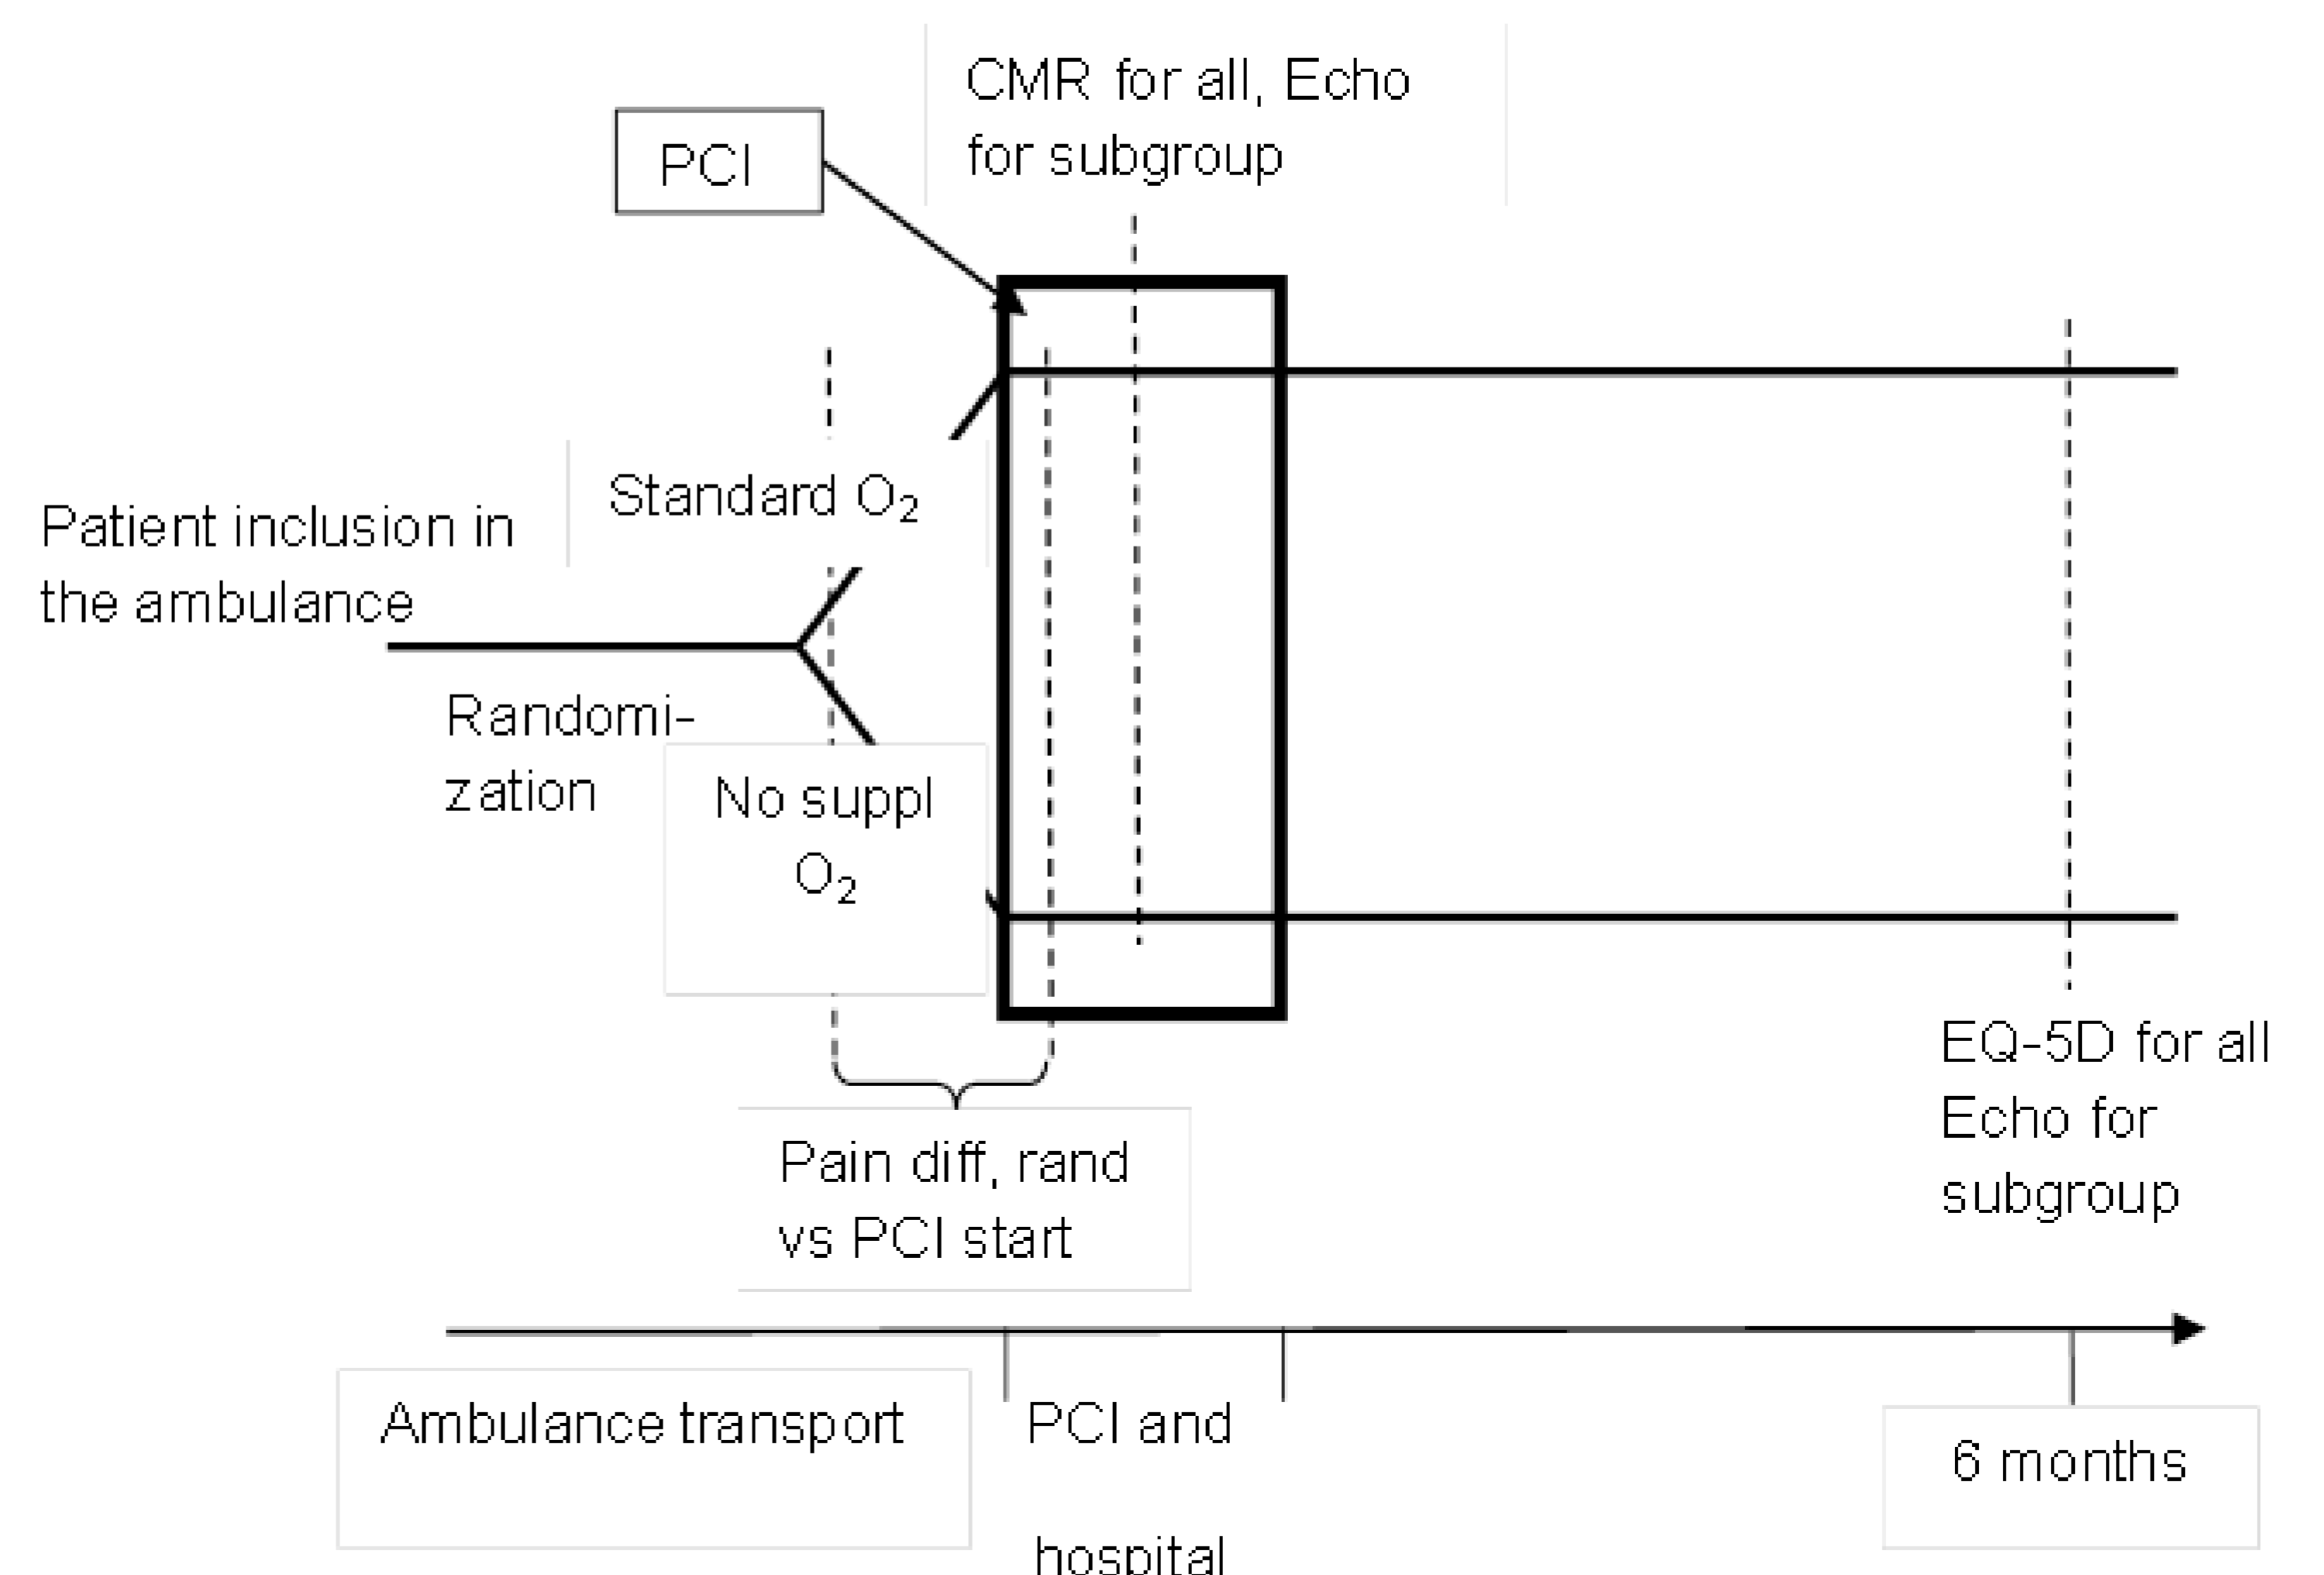 CMR for all, Echo
for subgroup
PCI
Standard O₂
Patient inclusion in
the ambulance
Randomi-
zation
No suppl
O₂
EQ-5D for all
Echo for
subgroup
Pain diff, rand
vs PCI start
Ambulance transport
PCI and
hospital
6 months